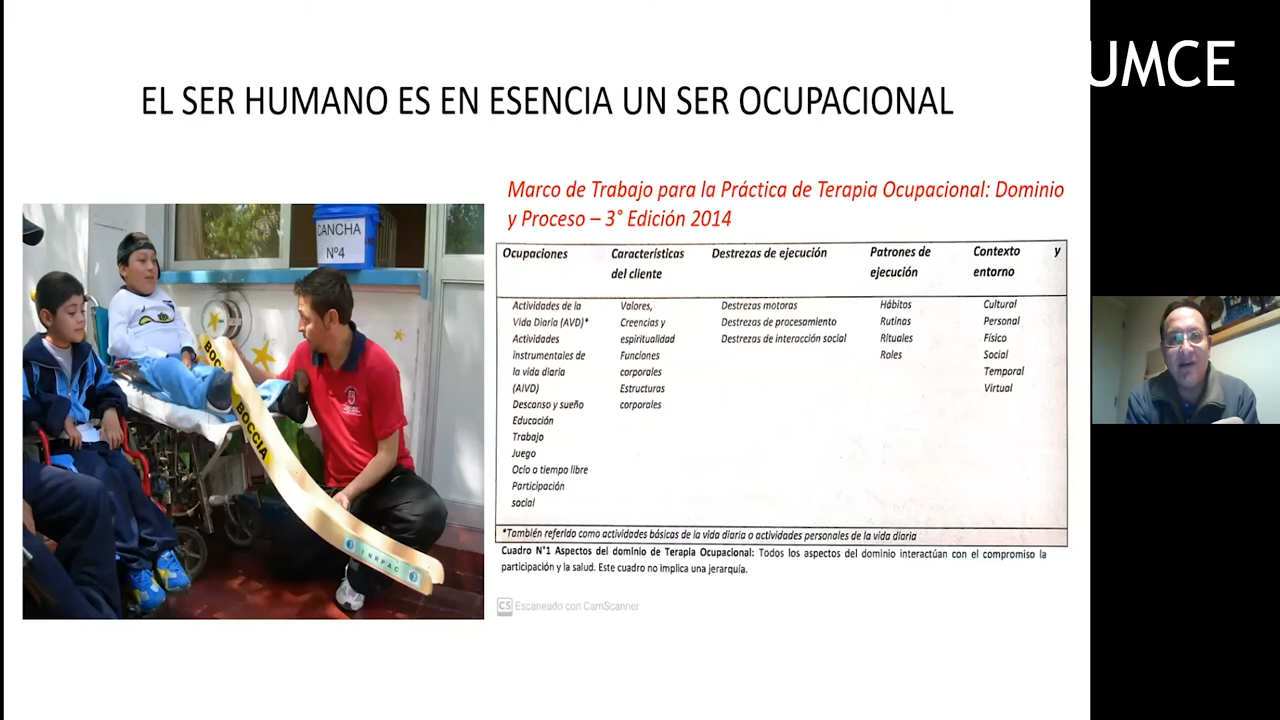 UMCE
EL SER HUMANO ES EN ESENCIA UN SER OCUPACIONAL
Marco de Trabajo para la Práctica de Terapia Ocupacional: Dominio
y Proceso – 3° Edición 2014
CANCHA
Nº4
BOCCIA
BOCCIA
Ocupaciones
Características
del cliente
Destrezas de ejecución
Patrones de
ejecución
Contexto y
entorno
Actividades de la
Vida Diaria (AVD)*
Actividades
instrumentales de
la vida diaria
(AIVD)
Descanso y sueño
Educación
Trabajo
Juego
Ocio o tiempo libre
Participación
social
Valores,
Creencias y
espiritualidad
Funciones
corporales
Estructuras
corporales
Destrezas motoras
Destrezas de procesamiento
Destrezas de interacción social
Hábitos
Rutinas
Rituales
Roles
Cultural
Personal
Físico
Social
Temporal
Virtual
*También referido como actividades básicas de la vida diaria o actividades personales de la vida diaria
Cuadro N°1 Aspectos del dominio de Terapia Ocupacional: Todos los aspectos del dominio interactúan con el compromiso la
participación y la salud. Este cuadro no implica una jerarquía.
CS Escaneado con CamScanner